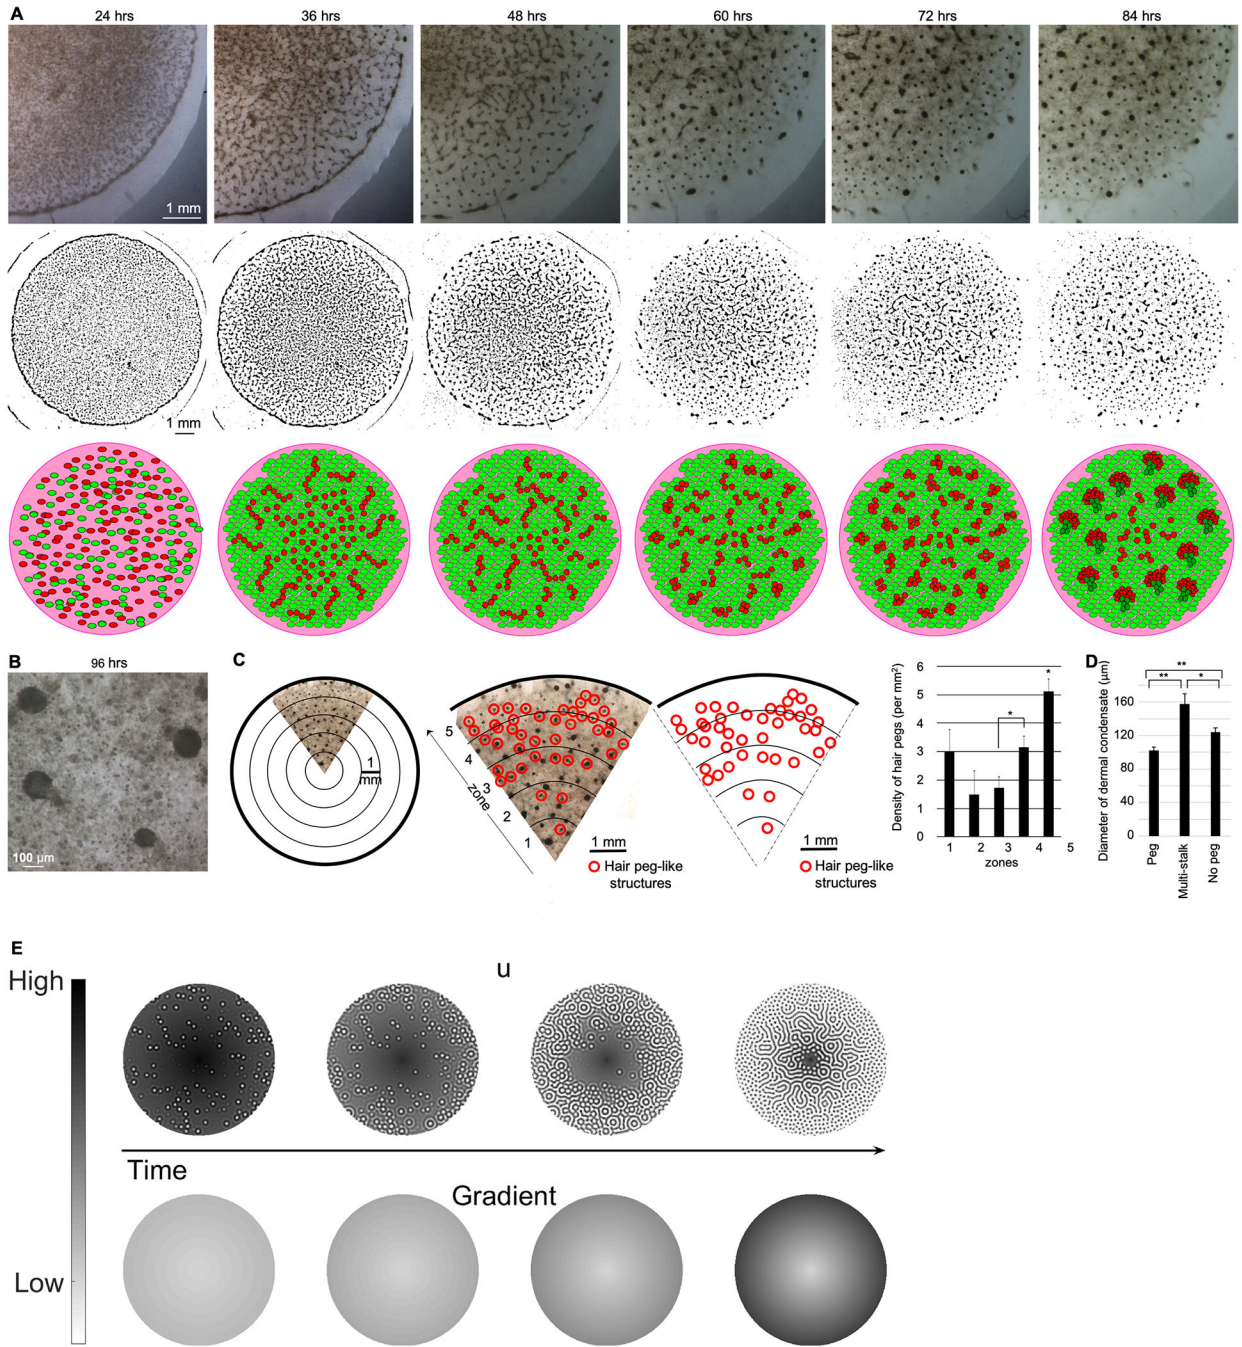 A
24 hrs 36 hrs 48 hrs 60 hrs 72 hrs 84 hrs
1 mm
1 mm
B
96 hrs
100 µm
C
1
mm
5
4
3
2
1
zone
1 mm
Hair peg-like
structures
1 mm
Hair peg-like
structures
Density of hair pegs (per mm²)
6
5
4
3
2
1
0
*
*
1 2 3 4 5
zones
D
Diameter of dermal condensate (µm)
160
120
80
40
0
**
** *
Peg
Multi-stalk
No peg
E
High
Low
u
Time
Gradient